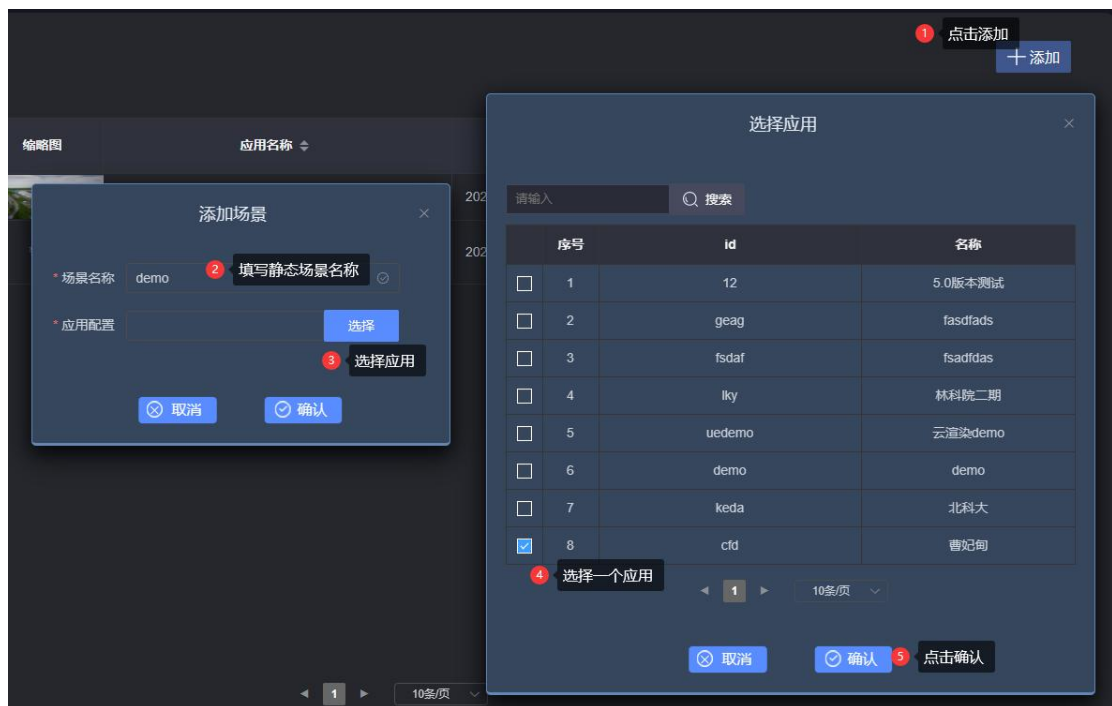 1 点击添加
添加
缩略图 应用名称
202
202
添加场景
* 场景名称 demo
2 填写静态场景名称
* 应用配置 选择
3 选择应用
取消 确认
1 10条/页
选择应用
请输入 搜索
序号 id 名称
1 12 5.0版本测试
2 geag fasdfads
3 fsdaf fsadfdas
4 lky 林科院二期
5 uedemo 云渲染demo
6 demo demo
7 keda 北科大
8 cfd 曹妃甸
4 选择一个应用
1 10条/页
取消 确认 5 点击确认